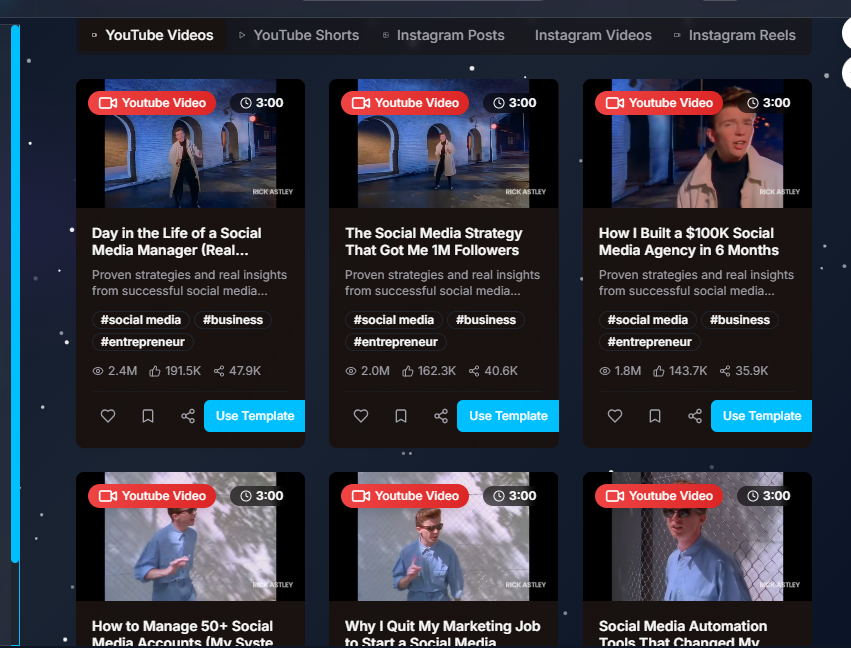 YouTube Videos
YouTube Shorts
Instagram Posts
Instagram Videos
Instagram Reels
Youtube Video
3:00
RICK ASTLEY
Day in the Life of a Social
Media Manager (Real...
Proven strategies and real insights
from successful social media...
#social media
#business
#entrepreneur
2.4M
191.5K
47.9K
Use Template
Youtube Video
3:00
RICK ASTLEY
The Social Media Strategy
That Got Me 1M Followers
Proven strategies and real insights
from successful social media...
#social media
#business
#entrepreneur
2.0M
162.3K
40.6K
Use Template
Youtube Video
3:00
RICK ASTLEY
How I Built a $100K Social
Media Agency in 6 Months
Proven strategies and real insights
from successful social media...
#social media
#business
#entrepreneur
1.8M
143.7K
35.9K
Use Template
Youtube Video
3:00
RICK ASTLEY
How to Manage 50+ Social
Media Accounts (My Syste
Youtube Video
3:00
RICK ASTLEY
Why I Quit My Marketing Job
to Start a Social Media
Youtube Video
3:00
RICK ASTLEY
Social Media Automation
Tools That Changed My